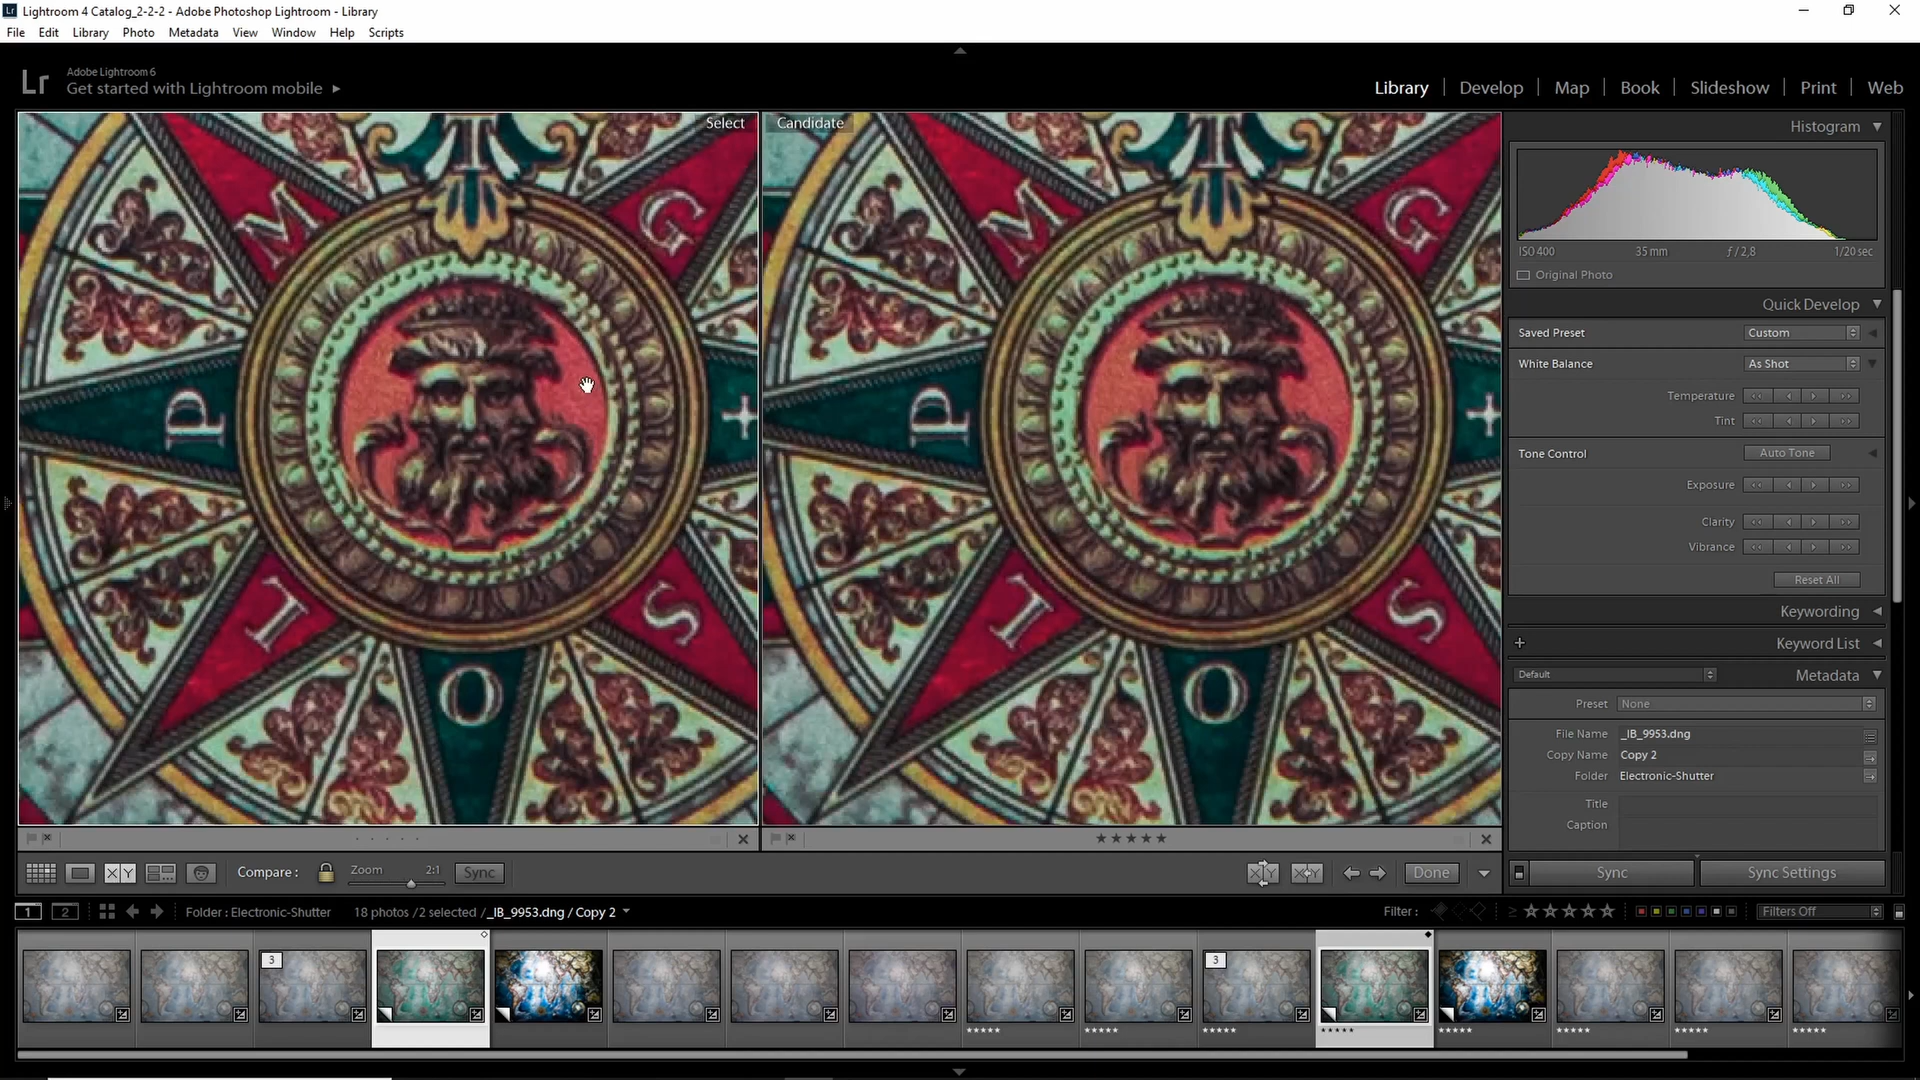 Lightroom 4 Catalog_2-2-2 - Adobe Photoshop Lightroom - Library
File Edit Library Photo Metadata View Window Help Scripts
Lr
Adobe Lightroom 6
Get started with Lightroom mobile
Library Develop Map Book Slideshow Print Web
Select
Candidate
Histogram
ISO 400 35 mm ƒ / 2,8 1/20 sec
Original Photo
Quick Develop
Saved Preset Custom
White Balance As Shot
Temperature
Tint
Tone Control Auto Tone
Exposure
Clarity
Vibrance
Reset All
Keywording
+ Keyword List
Default Metadata
Preset None
File Name _IB_9953.dng
Copy Name Copy 2
Folder Electronic-Shutter
Title
Caption
T
M G
P +
I S
O
T
M G
P +
I S
O
X Y Compare : Zoom 2:1 Sync
X Y X Y Done
Sync Sync Settings
1 2 Folder : Electronic-Shutter 18 photos /2 selected /_IB_9953.dng / Copy 2
Filter : Filters Off
3
3